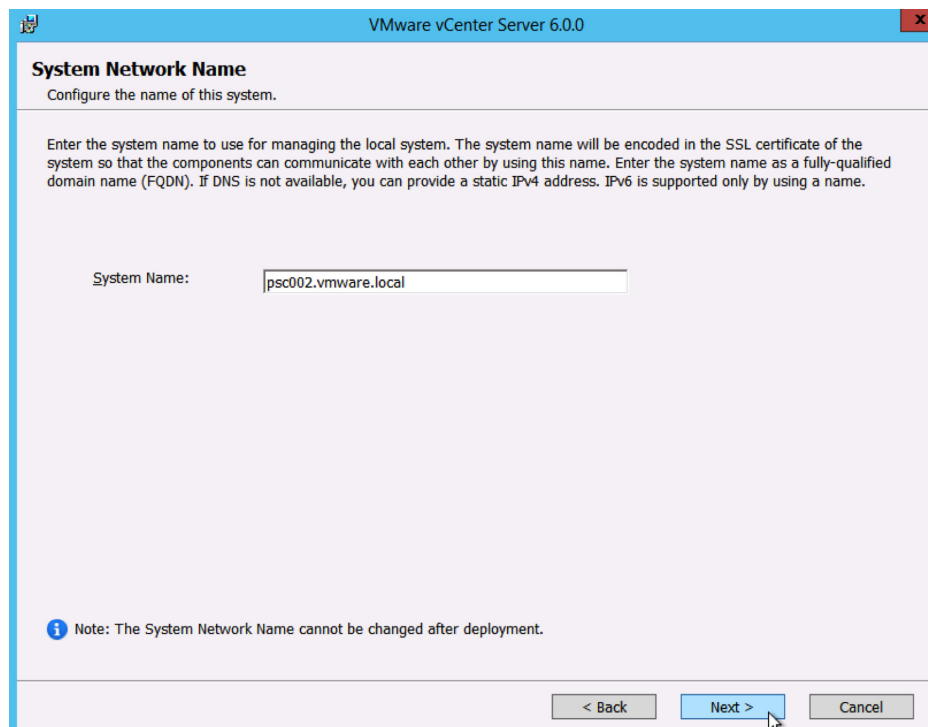 VMware vCenter Server 6.0.0
x
System Network Name
Configure the name of this system.
Enter the system name to use for managing the local system. The system name will be encoded in the SSL certificate of the
system so that the components can communicate with each other by using this name. Enter the system name as a fully-qualified
domain name (FQDN). If DNS is not available, you can provide a static IPv4 address. IPv6 is supported only by using a name.
System Name:
psc002.vmware.local
Note: The System Network Name cannot be changed after deployment.
< Back
Next >
Cancel